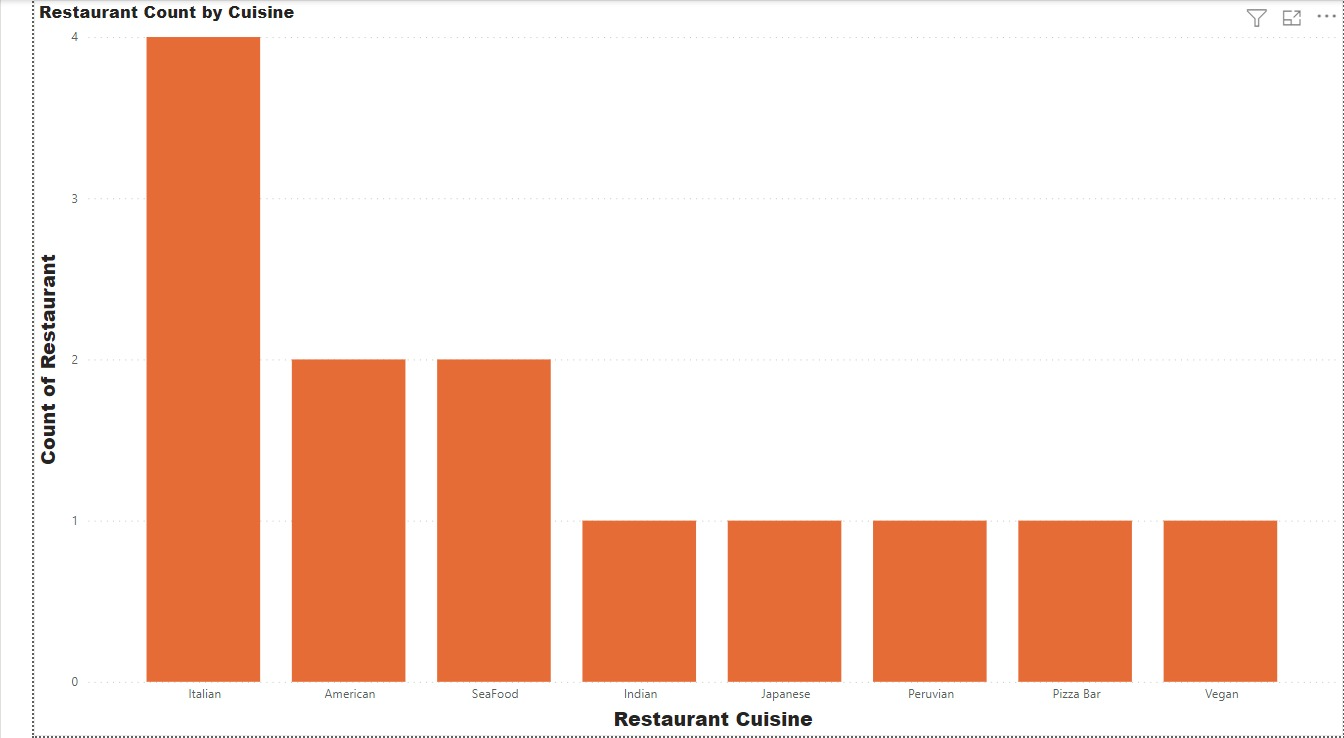 Restaurant Count by Cuisine
Count of Restaurant
4
3
2
1
0
Italian American SeaFood Indian Japanese Peruvian Pizza Bar Vegan
Restaurant Cuisine